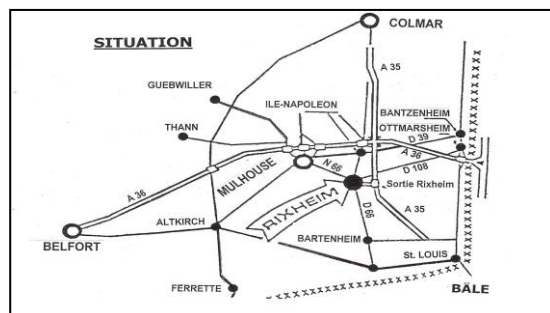 SITUATION
COLMAR
A 35
GUEBWILLER
ILE-NAPOLEON
BANTZENHEIM
OTTMARSHEIM
THANN
D 39
A 36
MULHOUSE
N 66
D 108
Sortie Rixheim
A 36
RIXHEIM
D 66
A 35
ALTKIRCH
BELFORT
BARTENHEIM
St. LOUIS
FERRETTE
BÄLE